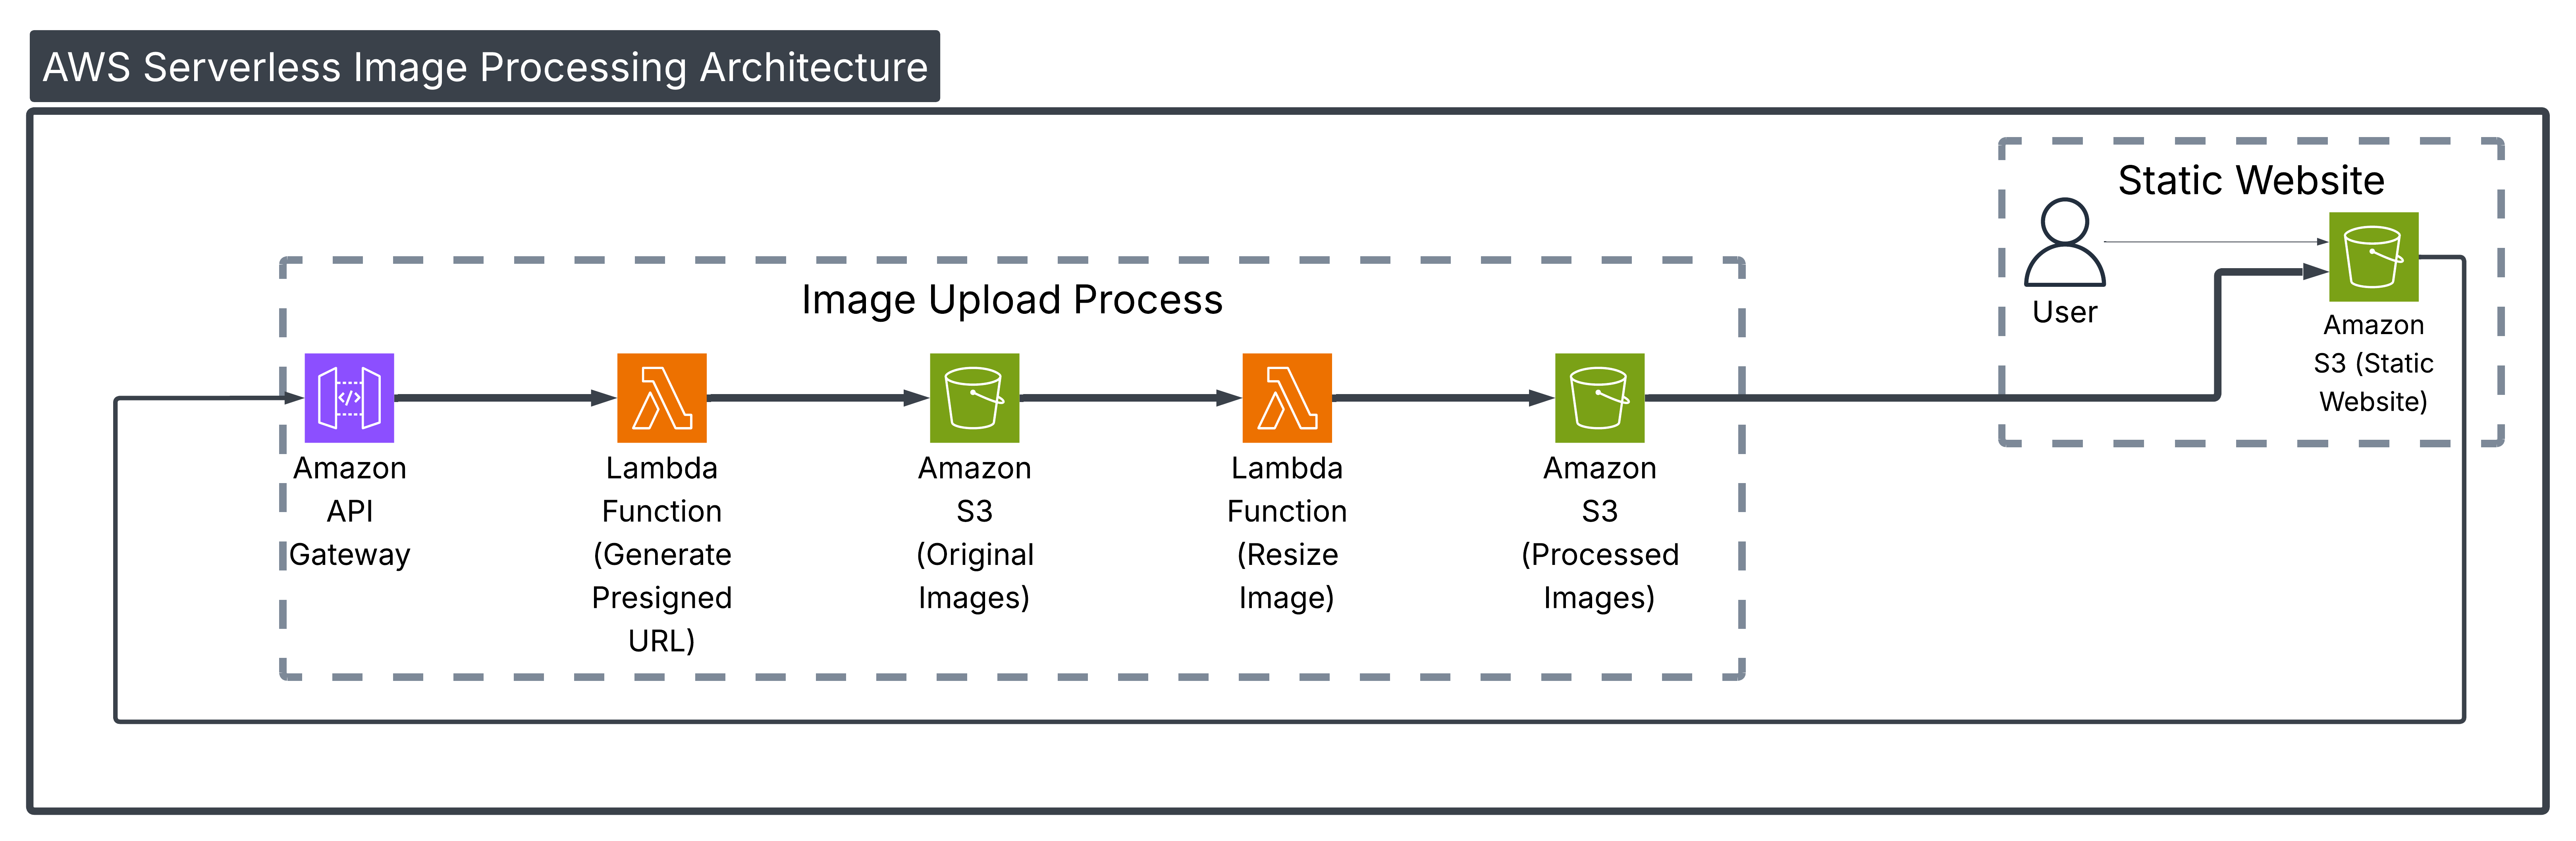 AWS Serverless Image Processing Architecture
Static Website
User
Amazon
S3 (Static
Website)
Image Upload Process
Amazon
API
Gateway
Lambda
Function
(Generate
Presigned
URL)
Amazon
S3
(Original
Images)
Lambda
Function
(Resize
Image)
Amazon
S3
(Processed
Images)